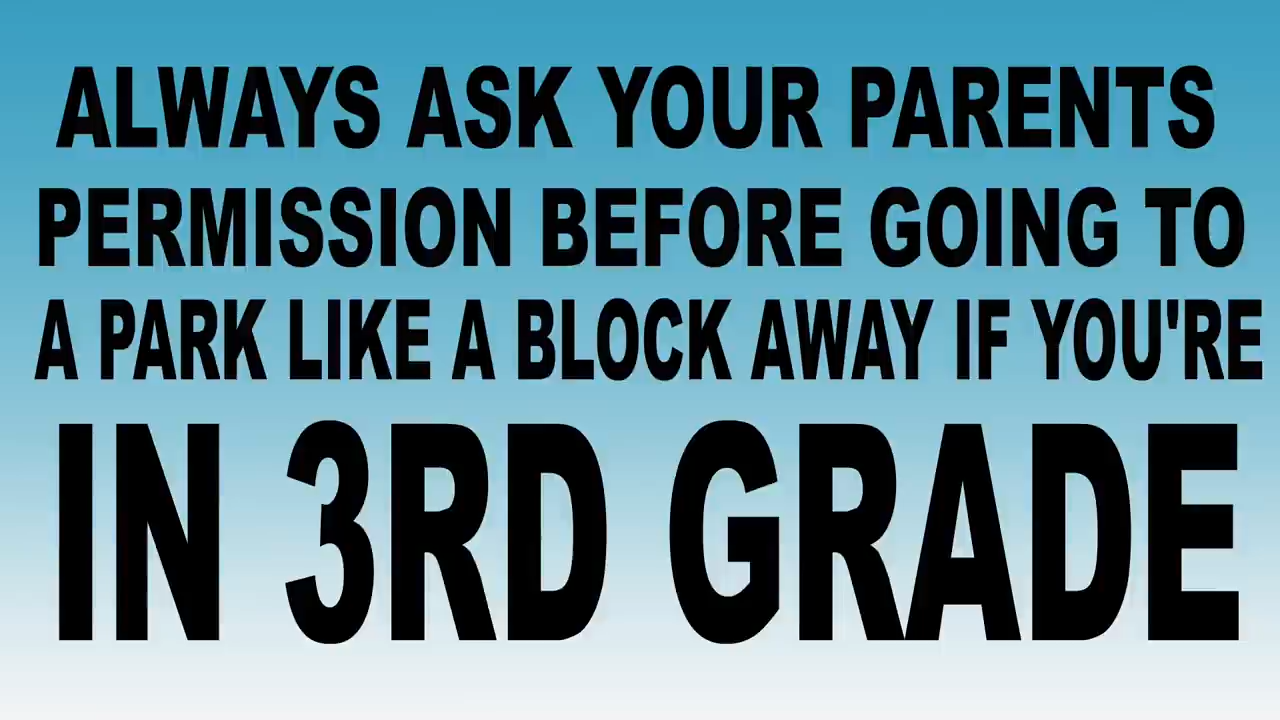 ALWAYS ASK YOUR PARENTS
PERMISSION BEFORE GOING TO
A PARK LIKE A BLOCK AWAY IF YOU'RE
IN 3RD GRADE